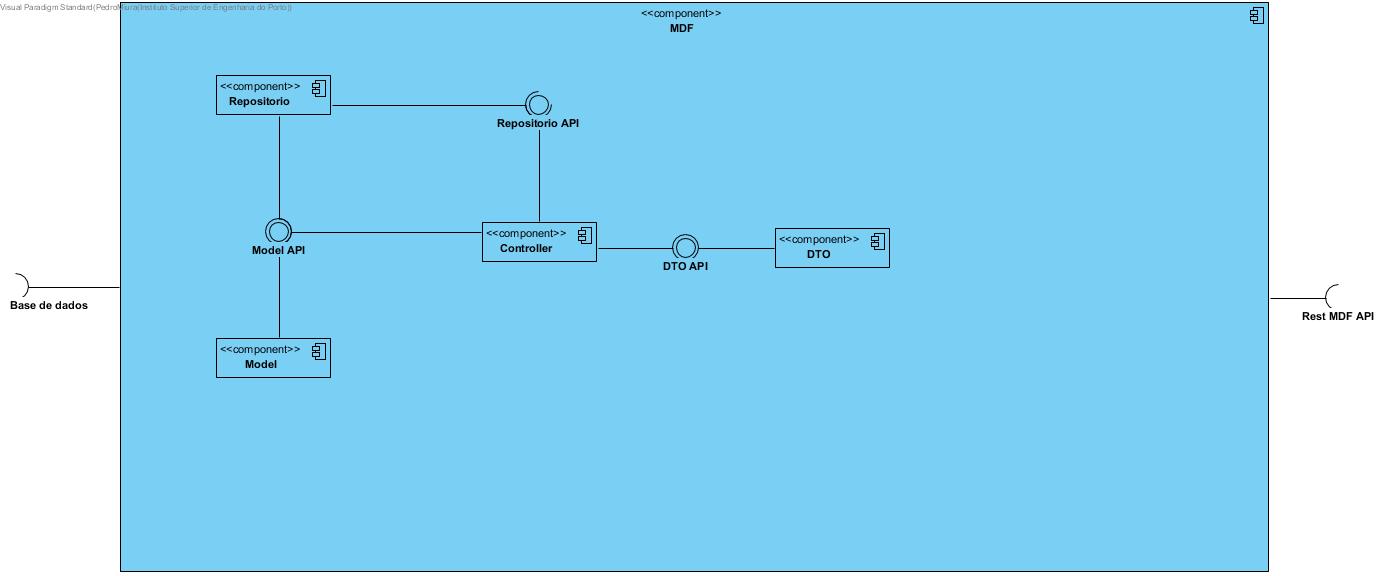 Visual Paradigm Standard(PedroMiura(Instituto Superior de Engenharia do Porto))
<<component>>
MDF
<<component>>
Repositorio
Repositorio API
<<component>>
Controller
Model API
<<component>>
DTO
DTO API
Base de dados
Rest MDF API
<<component>>
Model